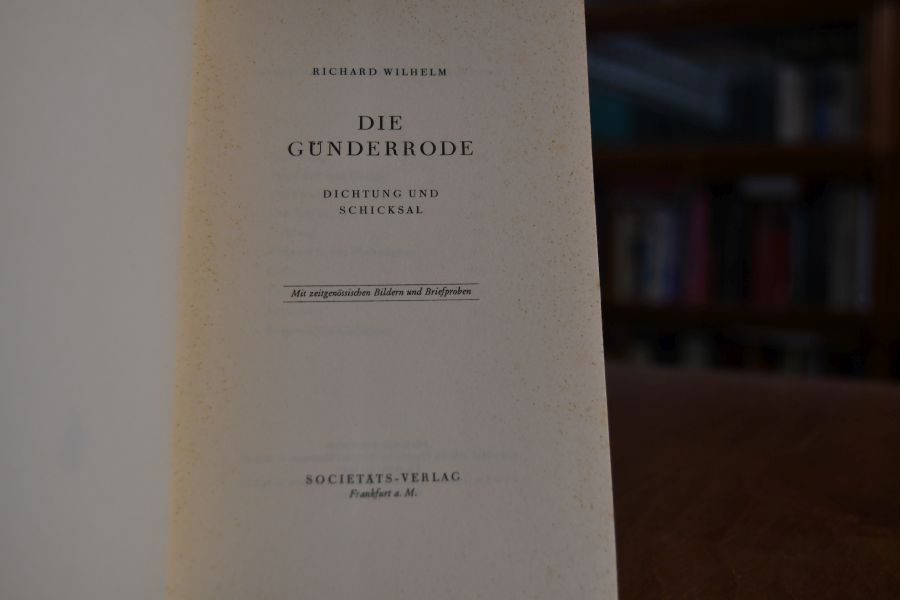 RICHARD WILHELM
DIE
GÜNDERRODE
DICHTUNG UND
SCHICKSAL
Mit zeitgenössischen Bildern und Briefproben
SOCIETÄTS-VERLAG
Frankfurt a. M.